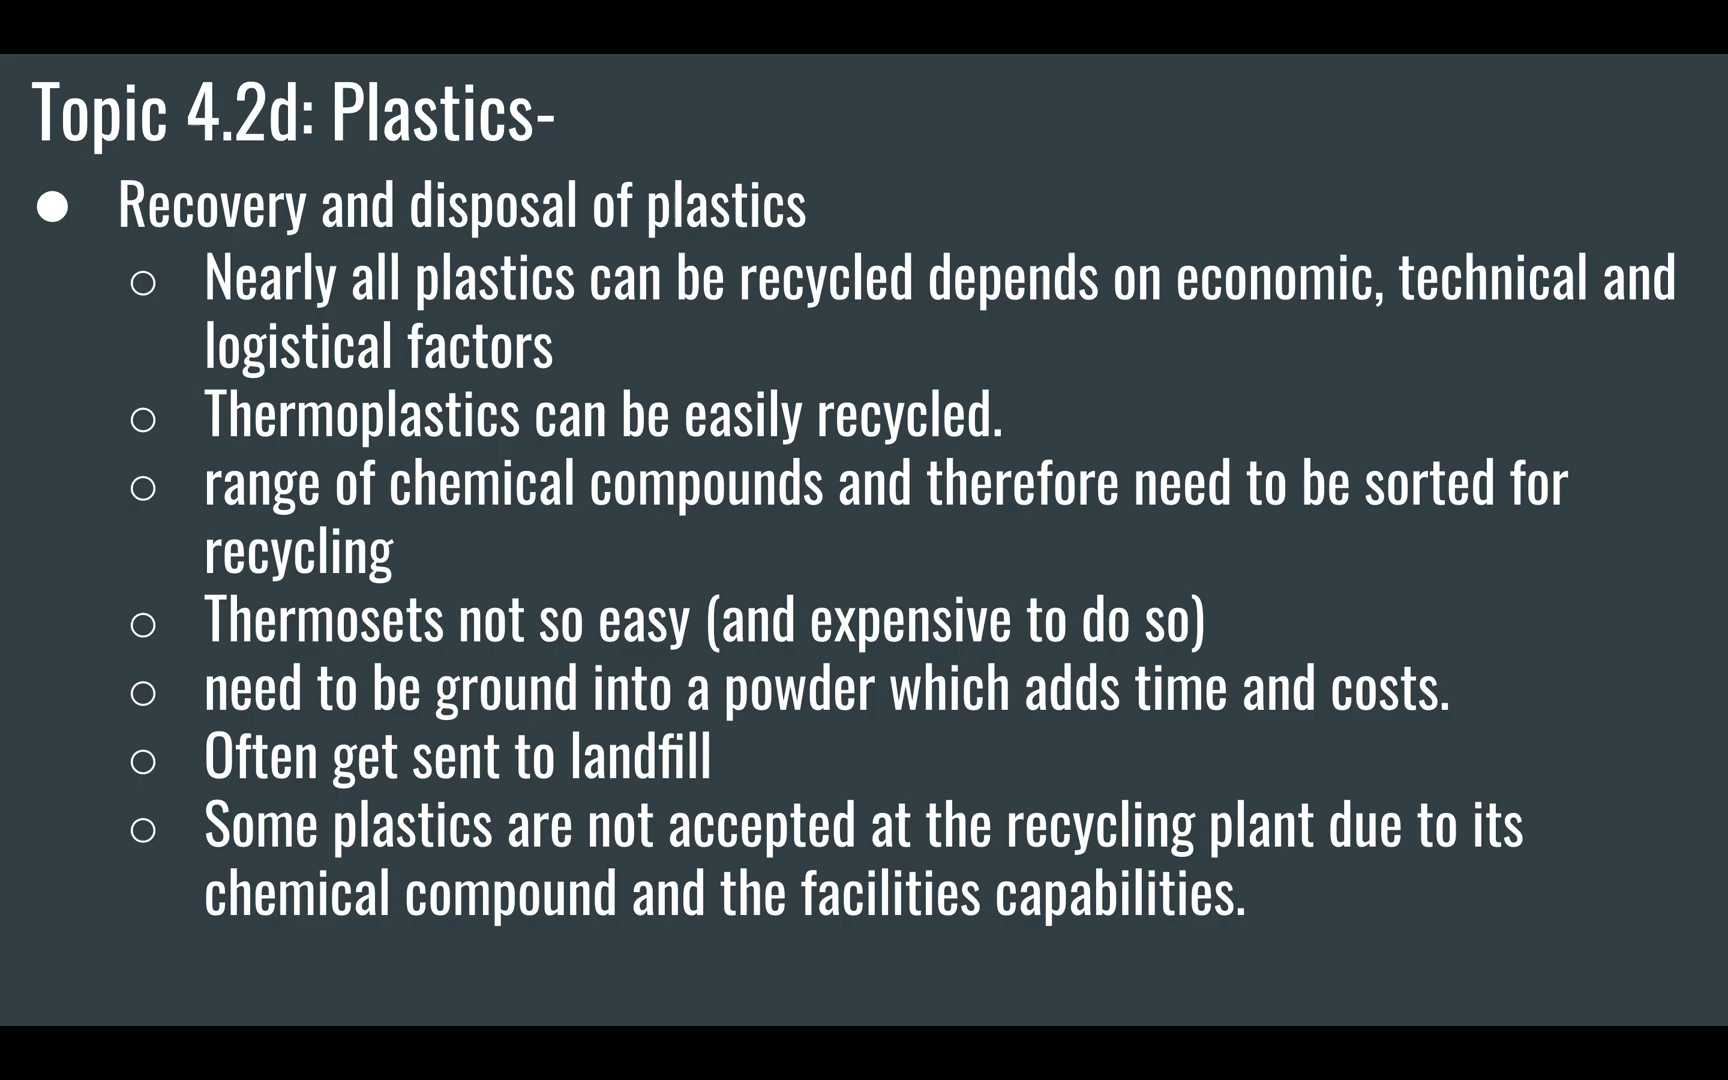 Topic 4.2d: Plastics-
● Recovery and disposal of plastics
○ Nearly all plastics can be recycled depends on economic, technical and
logistical factors
○ Thermoplastics can be easily recycled.
○ range of chemical compounds and therefore need to be sorted for
recycling
○ Thermosets not so easy (and expensive to do so)
○ need to be ground into a powder which adds time and costs.
○ Often get sent to landfill
○ Some plastics are not accepted at the recycling plant due to its
chemical compound and the facilities capabilities.